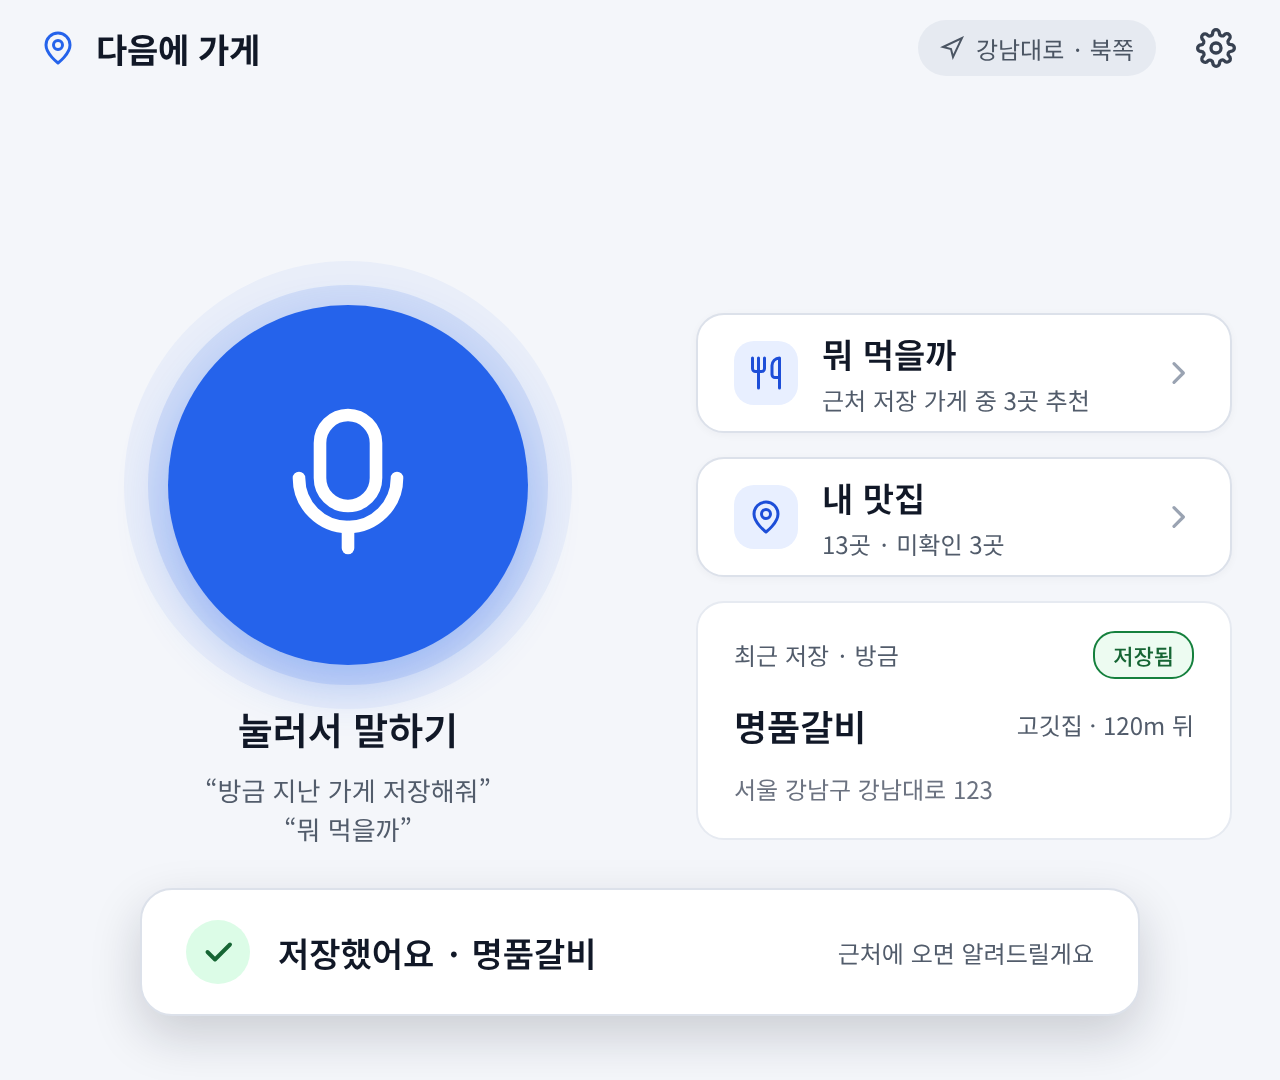 다음에 가게
강남대로 · 북쪽
눌러서 말하기
“방금 지난 가게 저장해줘”
“뭐 먹을까”
뭐 먹을까
근처 저장 가게 중 3곳 추천
내 맛집
13곳 · 미확인 3곳
최근 저장 · 방금
저장됨
명품갈비
고깃집 · 120m 뒤
서울 강남구 강남대로 123
저장했어요 · 명품갈비
근처에 오면 알려드릴게요